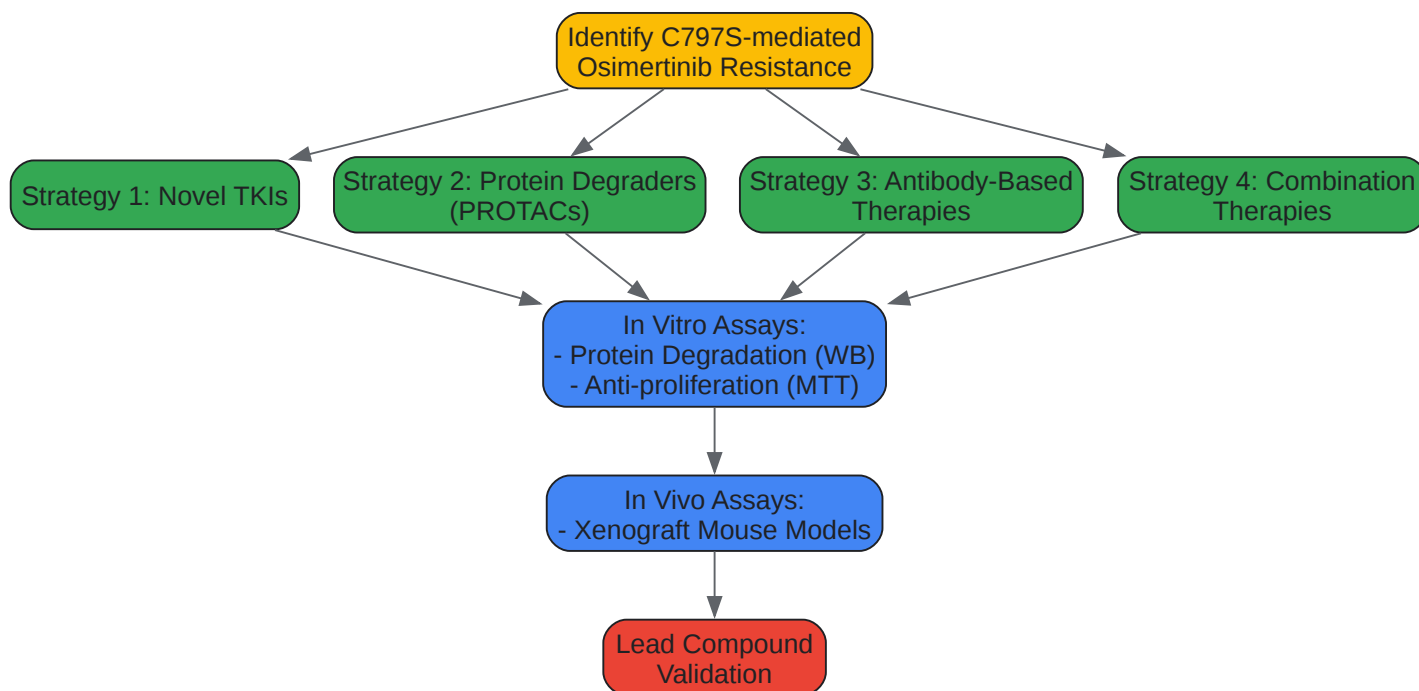 Identify C797S-mediated
Osimertinib Resistance
Strategy 1: Novel TKIs
Strategy 2: Protein Degraders
(PROTACs)
Strategy 3: Antibody-Based
Therapies
Strategy 4: Combination
Therapies
In Vitro Assays:
- Protein Degradation (WB)
- Anti-proliferation (MTT)
In Vivo Assays:
- Xenograft Mouse Models
Lead Compound
Validation